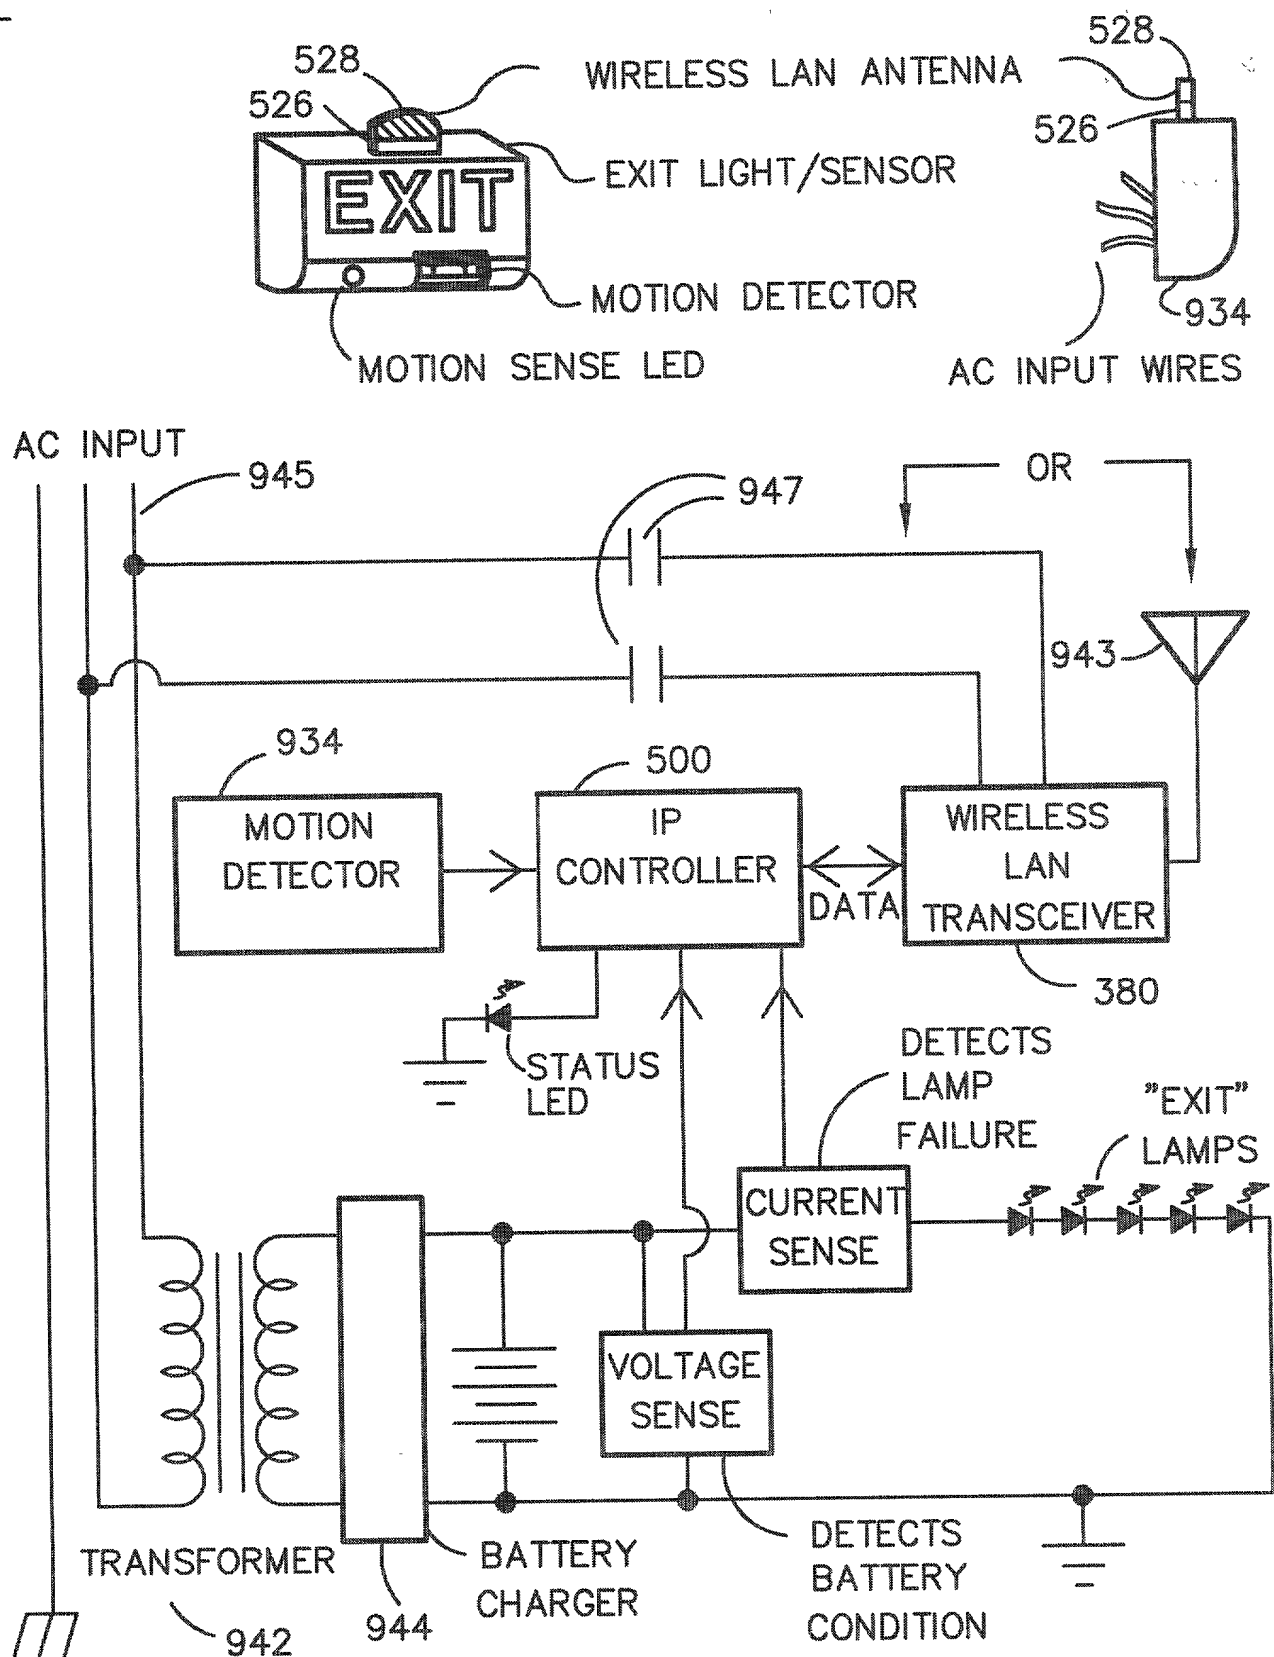 528
526
WIRELESS LAN ANTENNA
528
526
EXIT
EXIT LIGHT/SENSOR
MOTION DETECTOR
MOTION SENSE LED
934
AC INPUT WIRES
AC INPUT
945
947
OR
943
934
MOTION
DETECTOR
500
IP
CONTROLLER
DATA
WIRELESS
LAN
TRANSCEIVER
380
STATUS
LED
DETECTS
LAMP
FAILURE
"EXIT"
LAMPS
CURRENT
SENSE
VOLTAGE
SENSE
TRANSFORMER
942
944
BATTERY
CHARGER
DETECTS
BATTERY
CONDITION